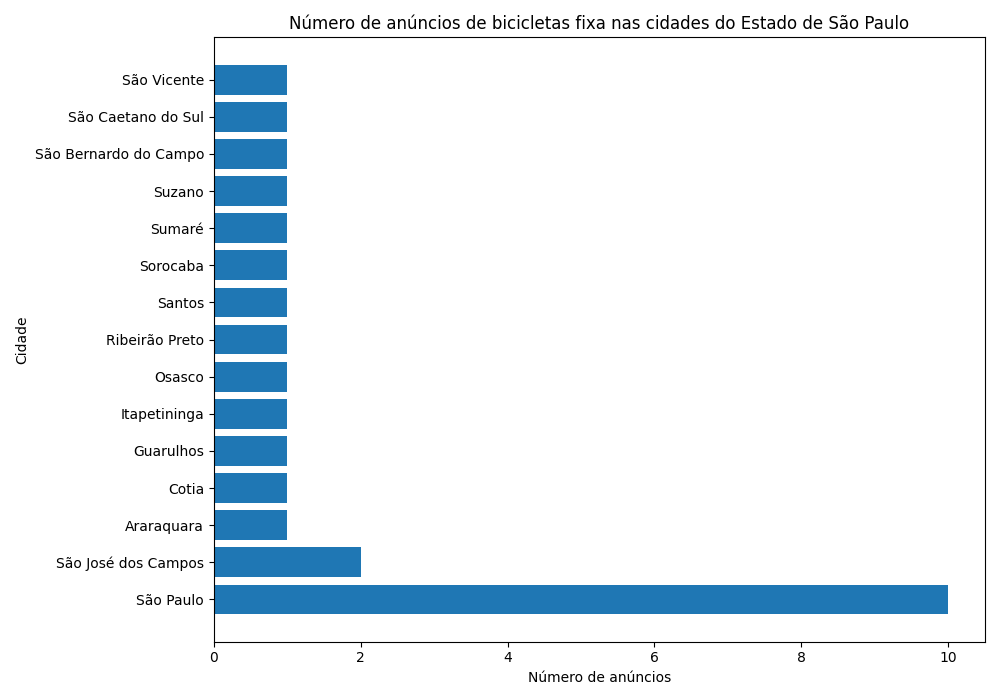 Número de anúncios de bicicletas fixa nas cidades do Estado de São Paulo
São Vicente
São Caetano do Sul
São Bernardo do Campo
Suzano
Sumaré
Sorocaba
Santos
Ribeirão Preto
Osasco
Itapetininga
Guarulhos
Cotia
Araraquara
São José dos Campos
São Paulo
Cidade
0 2 4 6 8 10
Número de anúncios